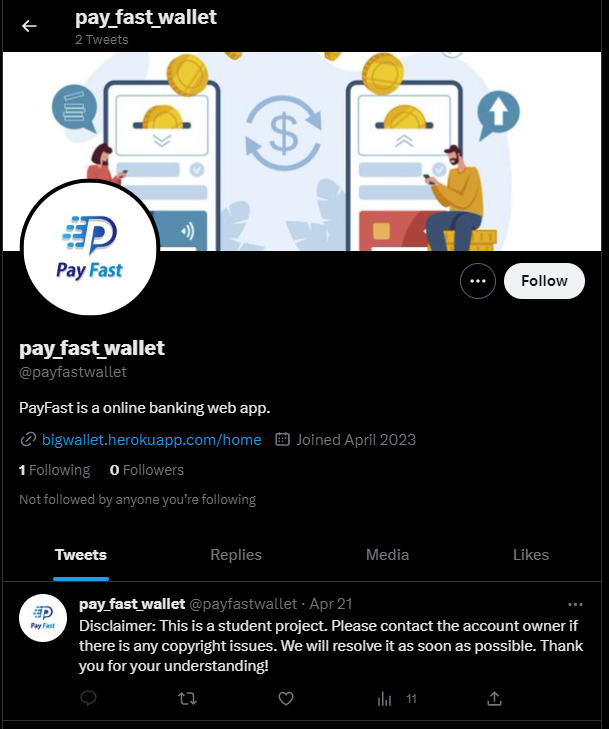 pay_fast_wallet
2 Tweets
$
P
Pay Fast
Follow
pay_fast_wallet
@payfastwallet
PayFast is a online banking web app.
bigwallet.herokuapp.com/home Joined April 2023
1 Following 0 Followers
Not followed by anyone you're following
Tweets Replies Media Likes
pay_fast_wallet @payfastwallet · Apr 21
P
Pay Fast
Disclaimer: This is a student project. Please contact the account owner if
there is any copyright issues. We will resolve it as soon as possible. Thank
you for your understanding!
11